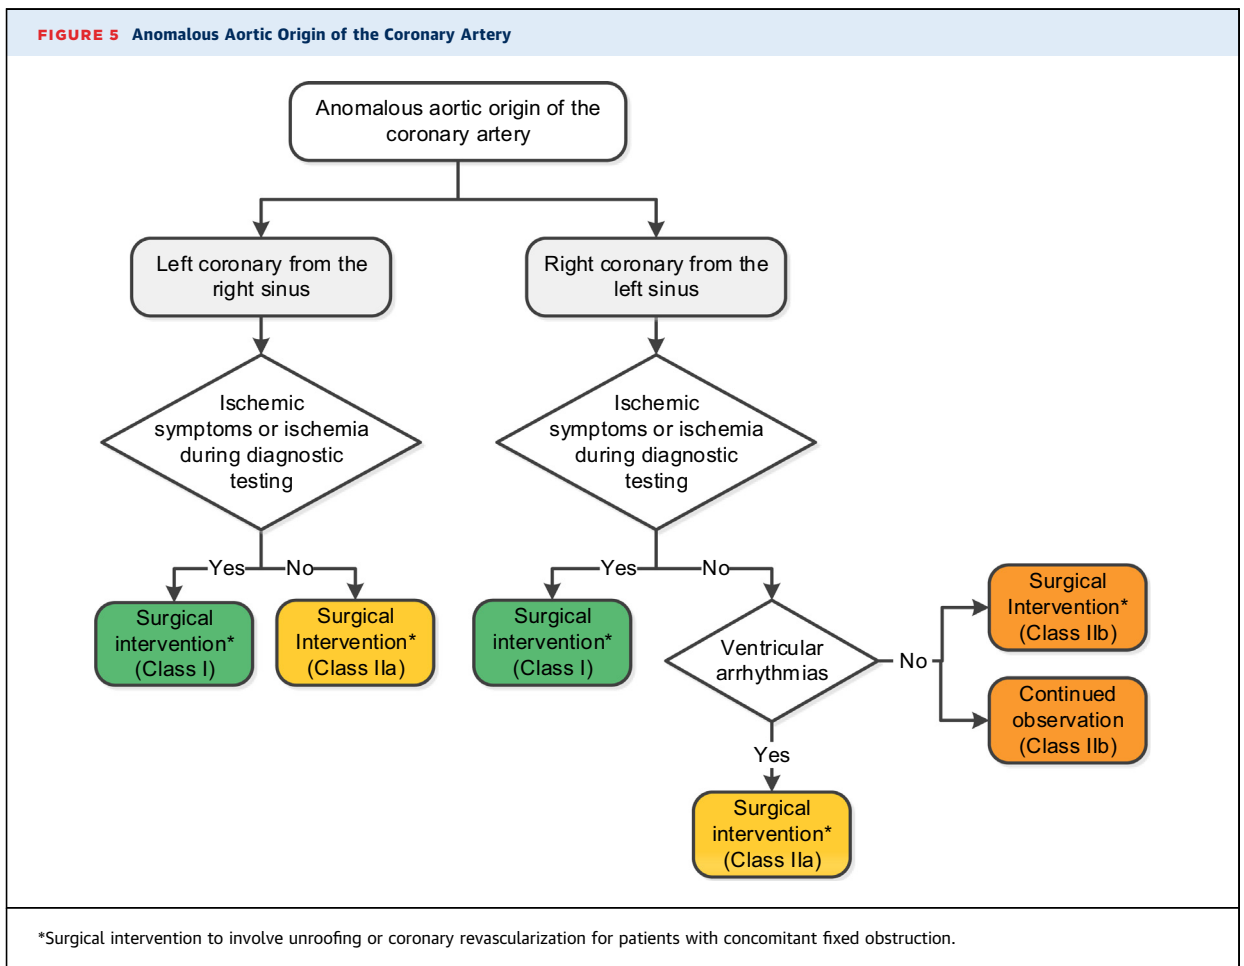 FIGURE 5 Anomalous Aortic Origin of the Coronary Artery
Anomalous aortic origin of the
coronary artery
Left coronary from the
right sinus
Right coronary from the
left sinus
Ischemic
symptoms or ischemia
during diagnostic
testing
Ischemic
symptoms or ischemia
during diagnostic
testing
Yes
No
Yes
No
Surgical
intervention*
(Class I)
Surgical
Intervention*
(Class IIa)
Surgical
intervention*
(Class I)
Ventricular
arrhythmias
No
Surgical
Intervention*
(Class IIb)
Continued
observation
(Class IIb)
Yes
Surgical
intervention*
(Class IIa)
*Surgical intervention to involve unroofing or coronary revascularization for patients with concomitant fixed obstruction.